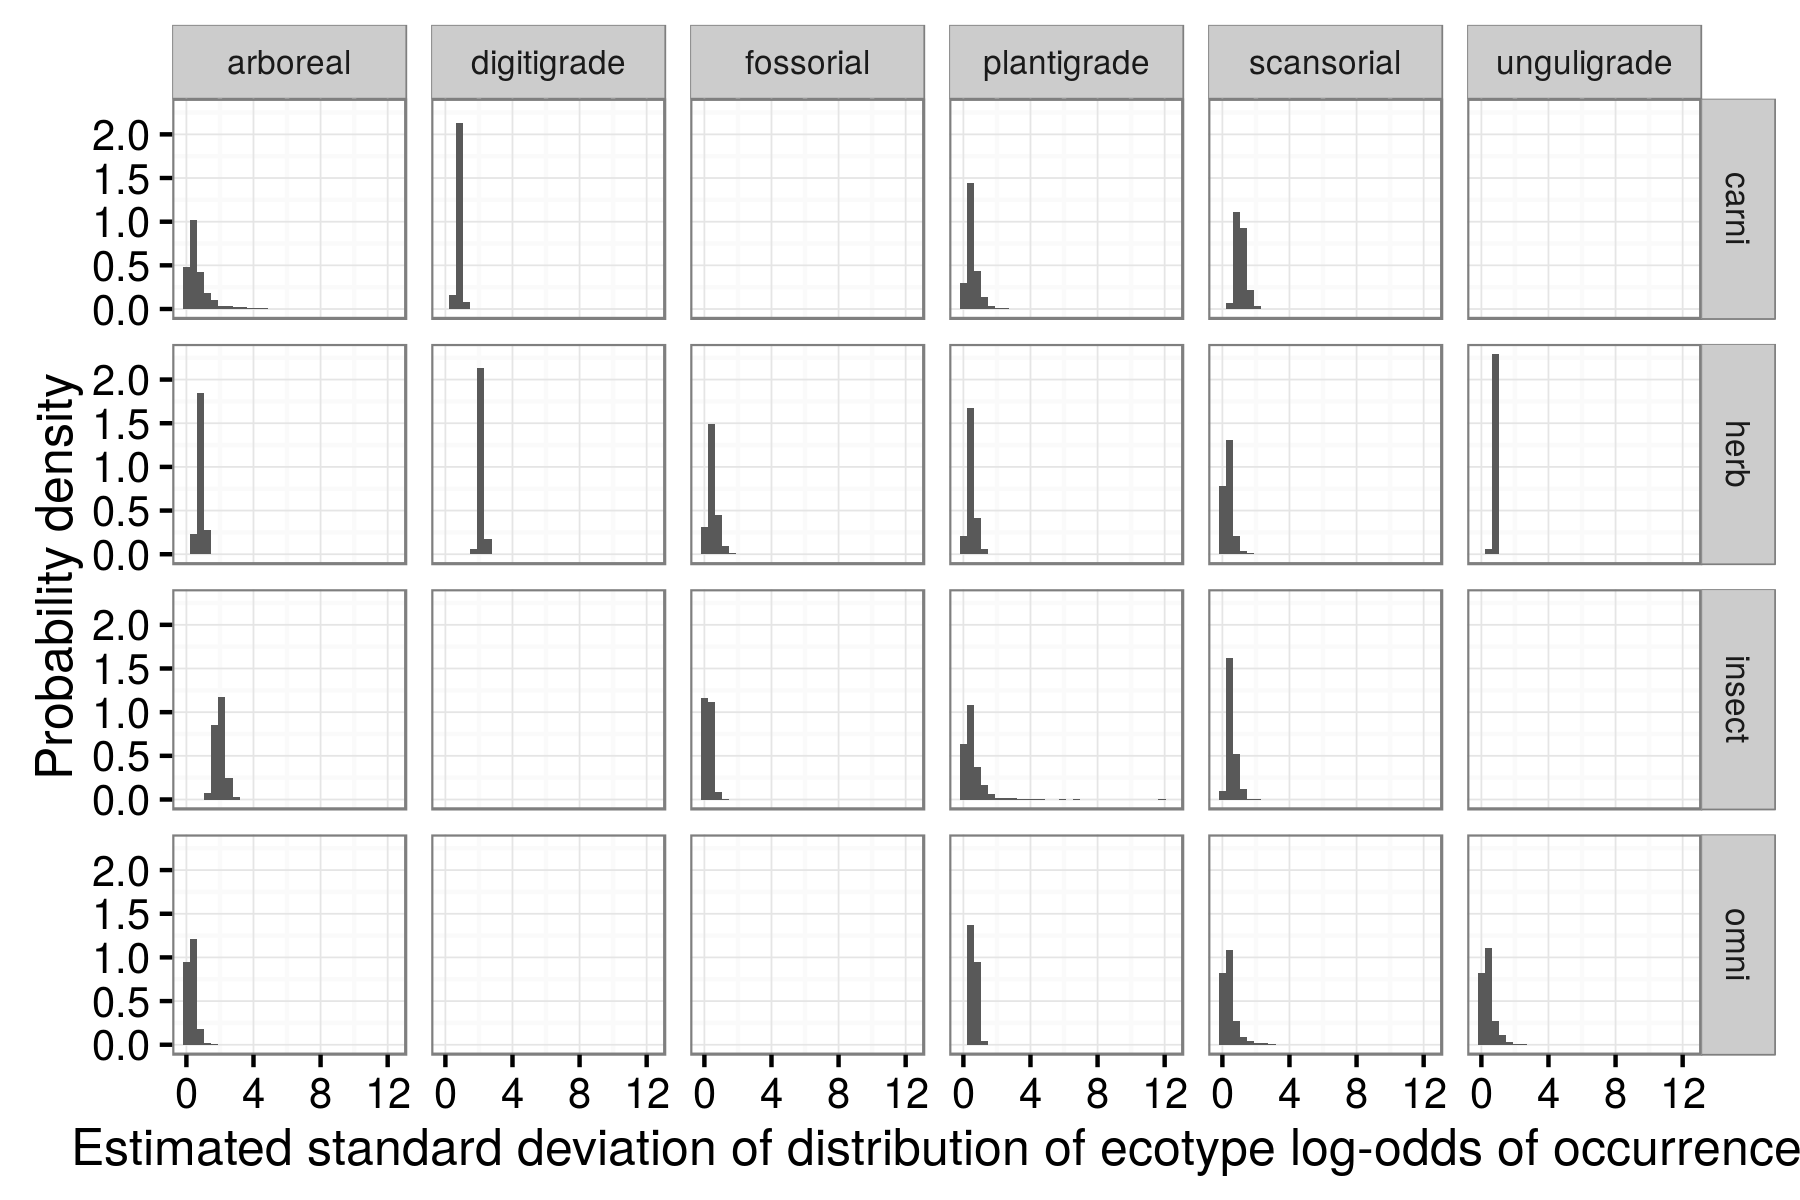 arboreal digitigrade fossorial plantigrade scansorial unguligrade
carni
2.0
1.5
1.0
0.5
0.0
herb
2.0
1.5
1.0
0.5
0.0
insect
2.0
1.5
1.0
0.5
0.0
omni
2.0
1.5
1.0
0.5
0.0
Probability density
0 4 8 12 0 4 8 12 0 4 8 12 0 4 8 12 0 4 8 12 0 4 8 12
Estimated standard deviation of distribution of ecotype log-odds of occurrence